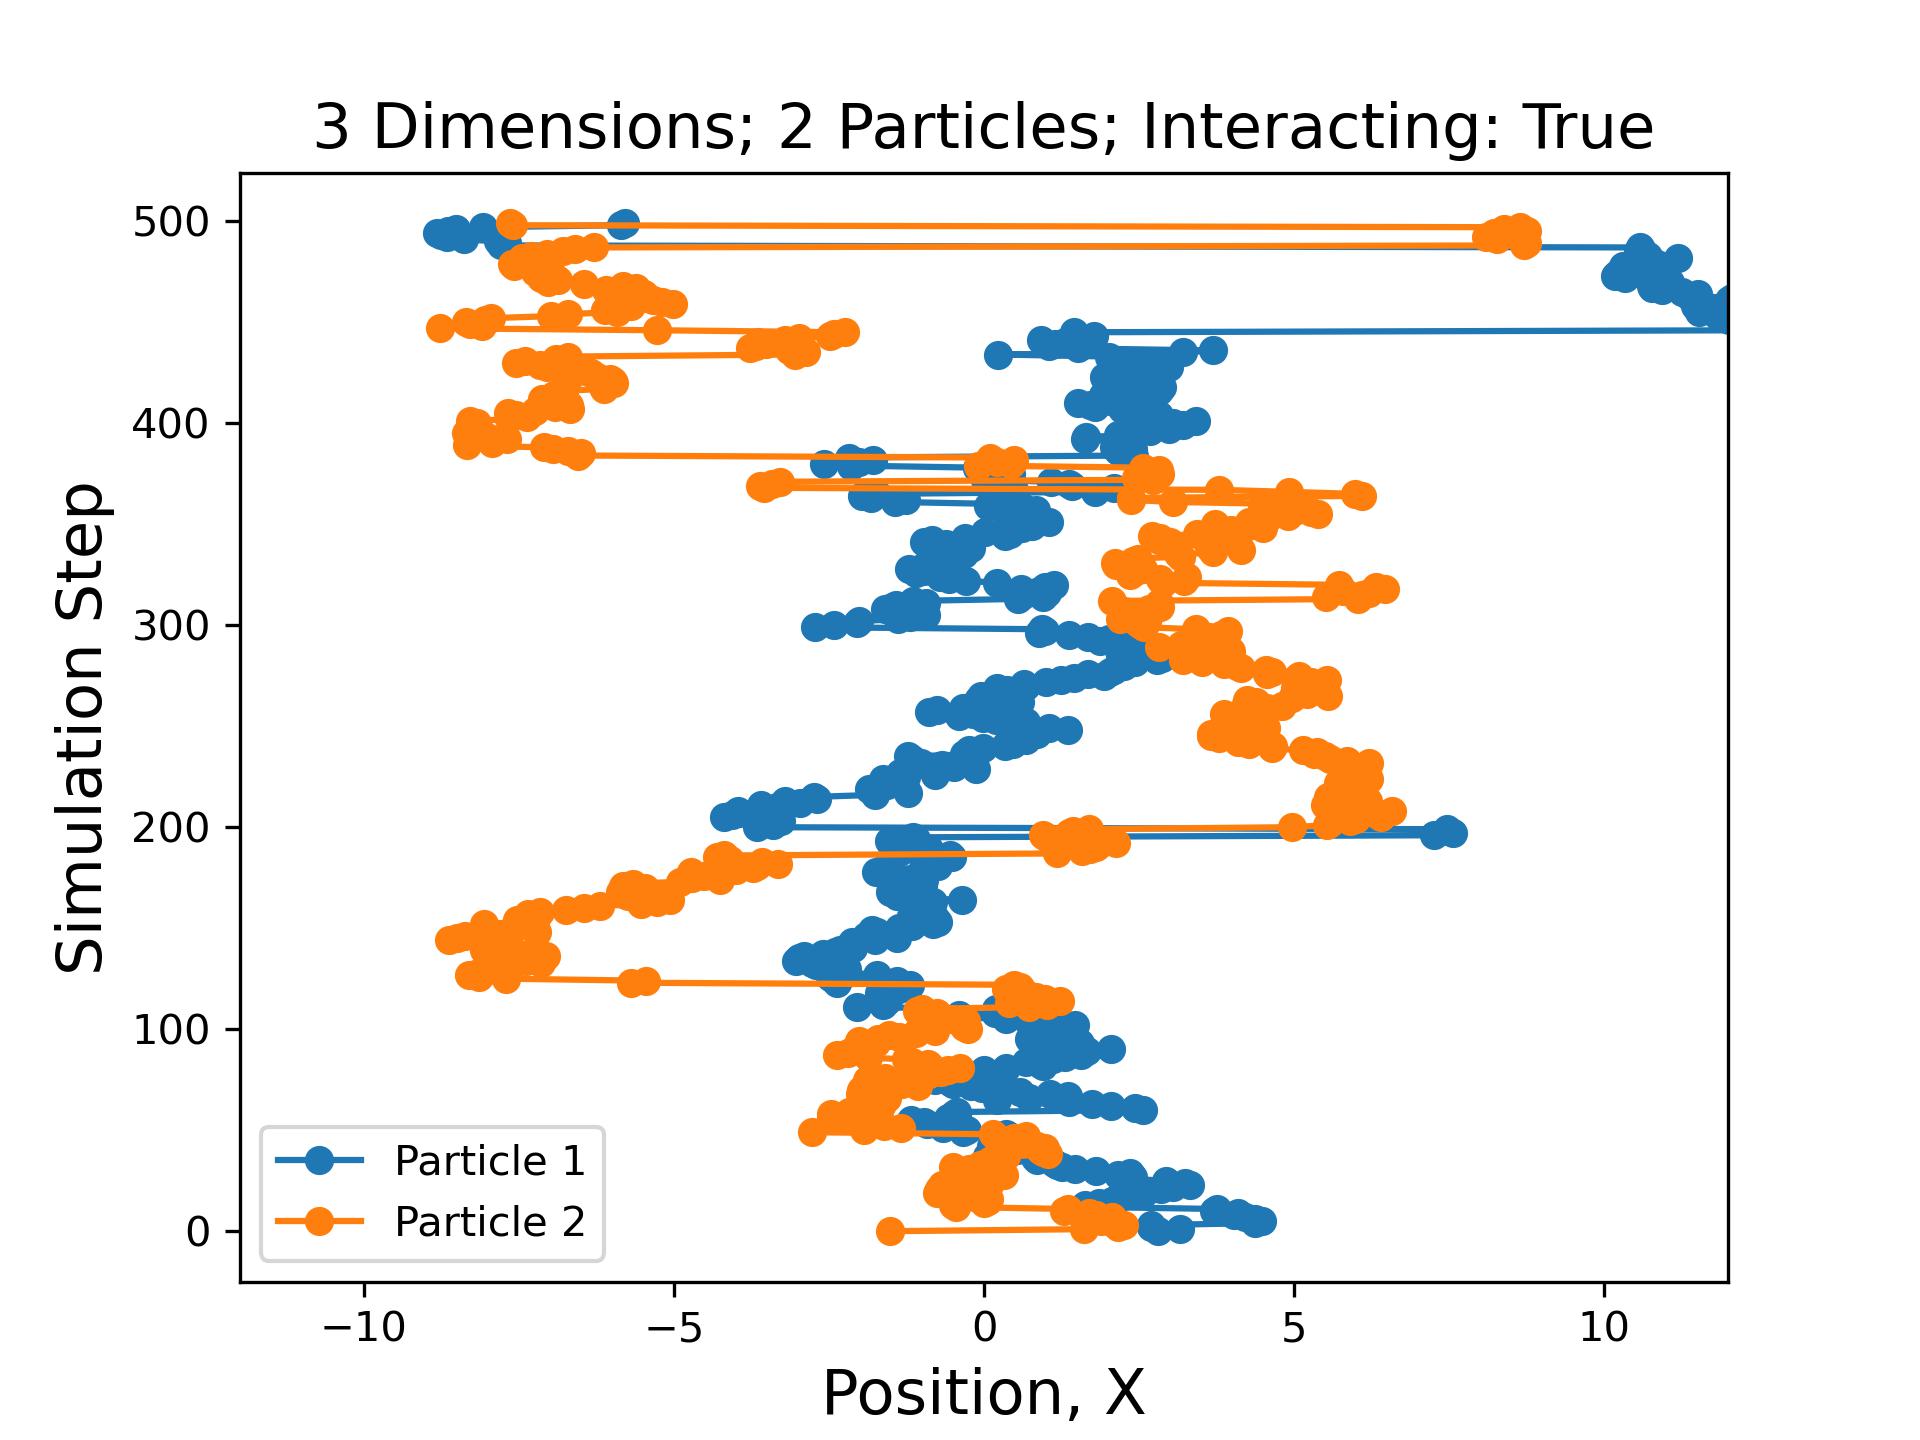 3 Dimensions; 2 Particles; Interacting: True
Simulation Step
500
400
300
200
100
0
Particle 1
Particle 2
−10
−5
0
5
10
Position, X